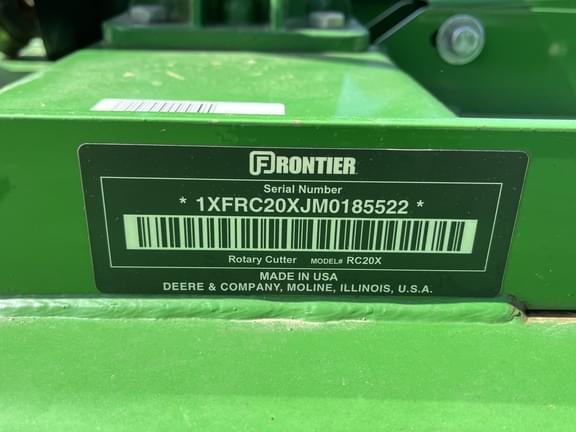 FRONTIER
Serial Number
* 1XFRC20XJM0185522 *
Rotary Cutter MODEL# RC20X
MADE IN USA
DEERE & COMPANY, MOLINE, ILLINOIS, U.S.A.